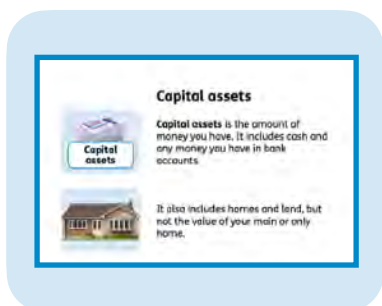 Capital assets
Capital assets is the amount of
money you have. It includes cash and
any money you have in bank
accounts
Capital
assets
It also includes homes and land, but
not the value of your main or only
home.